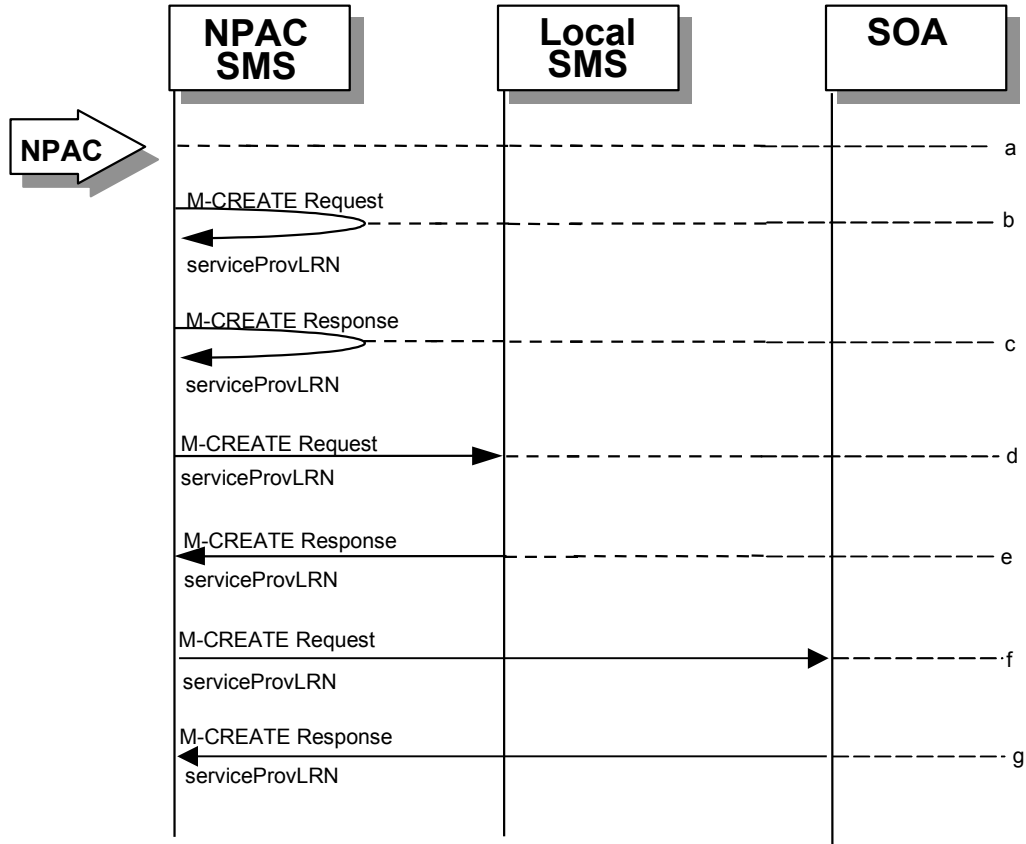 NPAC
SMS
Local
SMS
SOA
NPAC
a
M-CREATE Request
b
serviceProvLRN
M-CREATE Response
c
serviceProvLRN
M-CREATE Request
d
serviceProvLRN
M-CREATE Response
e
serviceProvLRN
M-CREATE Request
f
serviceProvLRN
M-CREATE Response
g
serviceProvLRN